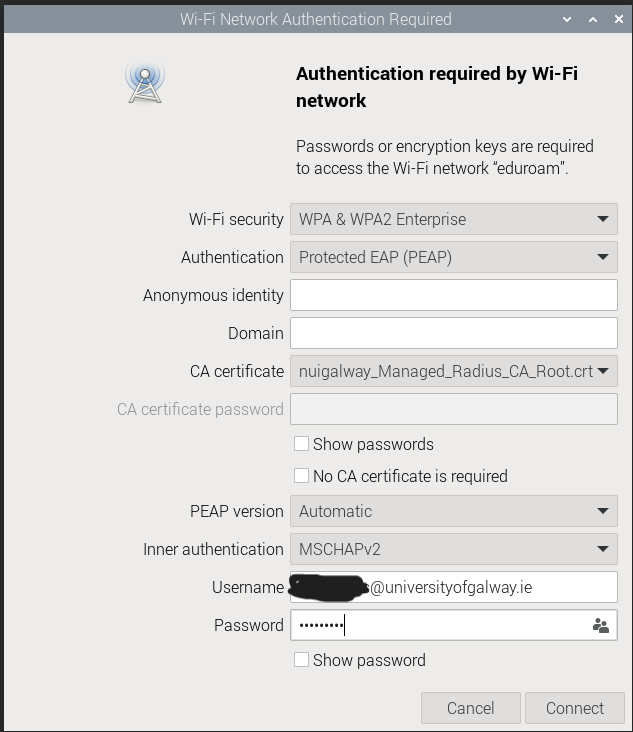 Wi-Fi Network Authentication Required
Authentication required by Wi-Fi
network
Passwords or encryption keys are required
to access the Wi-Fi network “eduroam”.
Wi-Fi security WPA & WPA2 Enterprise
Authentication Protected EAP (PEAP)
Anonymous identity
Domain
CA certificate nuigalway_Managed_Radius_CA_Root.crt
CA certificate password
Show passwords
No CA certificate is required
PEAP version Automatic
Inner authentication MSCHAPv2
Username @universityofgalway.ie
Password •••••••••
Show password
Cancel Connect